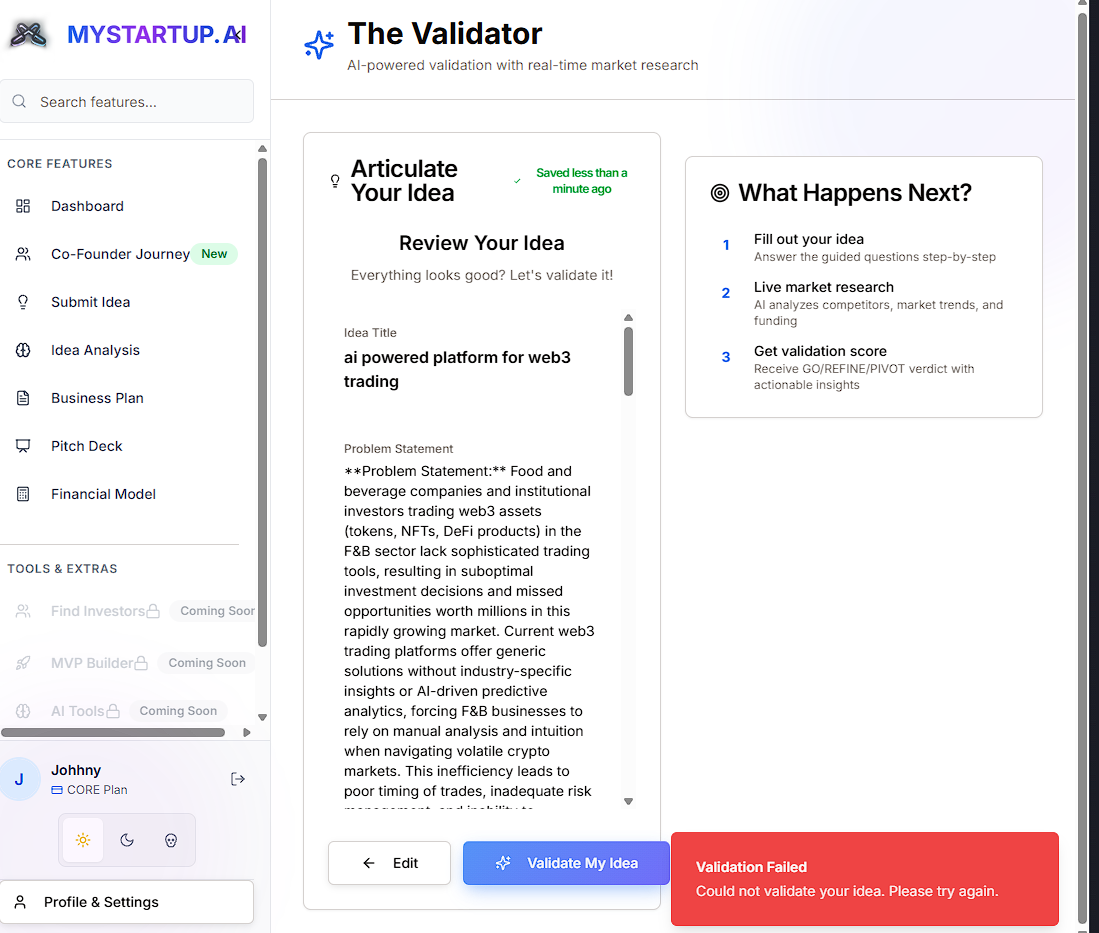 MYSTARTUP.AI
Search features...
CORE FEATURES
Dashboard
Co-Founder Journey New
Submit Idea
Idea Analysis
Business Plan
Pitch Deck
Financial Model
TOOLS & EXTRAS
Find Investors Coming Soon
MVP Builder Coming Soon
AI Tools Coming Soon
J
Johhny
CORE Plan
Profile & Settings
The Validator
AI-powered validation with real-time market research
Articulate
Your Idea
Saved less than a
minute ago
Review Your Idea
Everything looks good? Let's validate it!
Idea Title
ai powered platform for web3
trading
Problem Statement
**Problem Statement:** Food and
beverage companies and institutional
investors trading web3 assets
(tokens, NFTs, DeFi products) in the
F&B sector lack sophisticated trading
tools, resulting in suboptimal
investment decisions and missed
opportunities worth millions in this
rapidly growing market. Current web3
trading platforms offer generic
solutions without industry-specific
insights or AI-driven predictive
analytics, forcing F&B businesses to
rely on manual analysis and intuition
when navigating volatile crypto
markets. This inefficiency leads to
poor timing of trades, inadequate risk
management, and inability to
Edit
Validate My Idea
What Happens Next?
1 Fill out your idea
Answer the guided questions step-by-step
2 Live market research
AI analyzes competitors, market trends, and
funding
3 Get validation score
Receive GO/REFINE/PIVOT verdict with
actionable insights
Validation Failed
Could not validate your idea. Please try again.